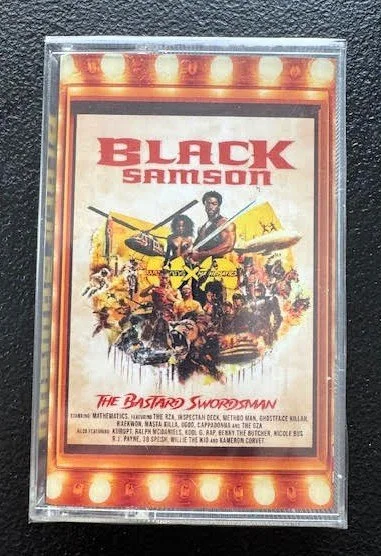 BLACK
SAMSON
THE BASTARD SWORDSMAN
STARRING: MATHEMATICS, FEATURING THE RZA, INSPECTAH DECK, METHOD MAN, GHOSTFACE KILLAH,
RAEKWON, MASTA KILLA, UGOD, CAPPADONNA AND THE GZA
ALSO FEATURING: KURUPT, RALPH MCDANIELS, KOOL G. RAP, BENNY THE BUTCHER, NICOLE BUS
R.J. PAYNE, 38 SPESH, WILLIE THE KID AND KAMERON CORVET